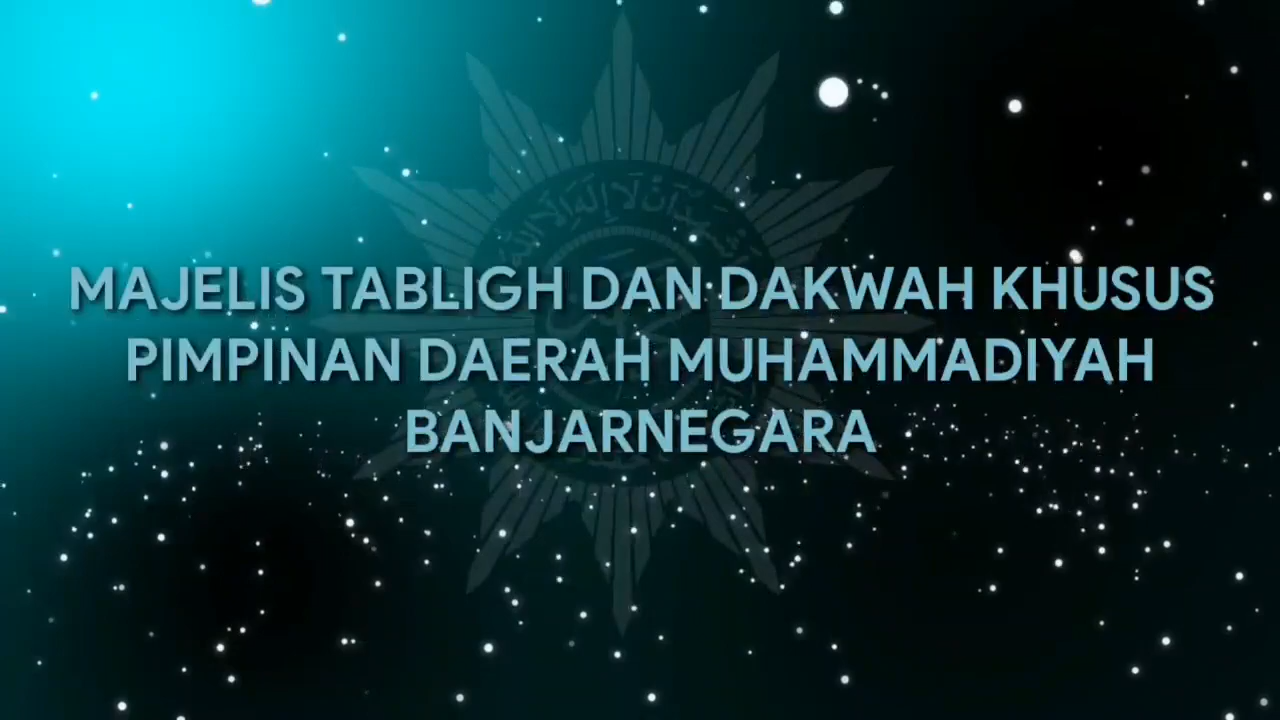 MAJELIS TABLIGH DAN DAKWAH KHUSUS
PIMPINAN DAERAH MUHAMMADIYAH
BANJARNEGARA